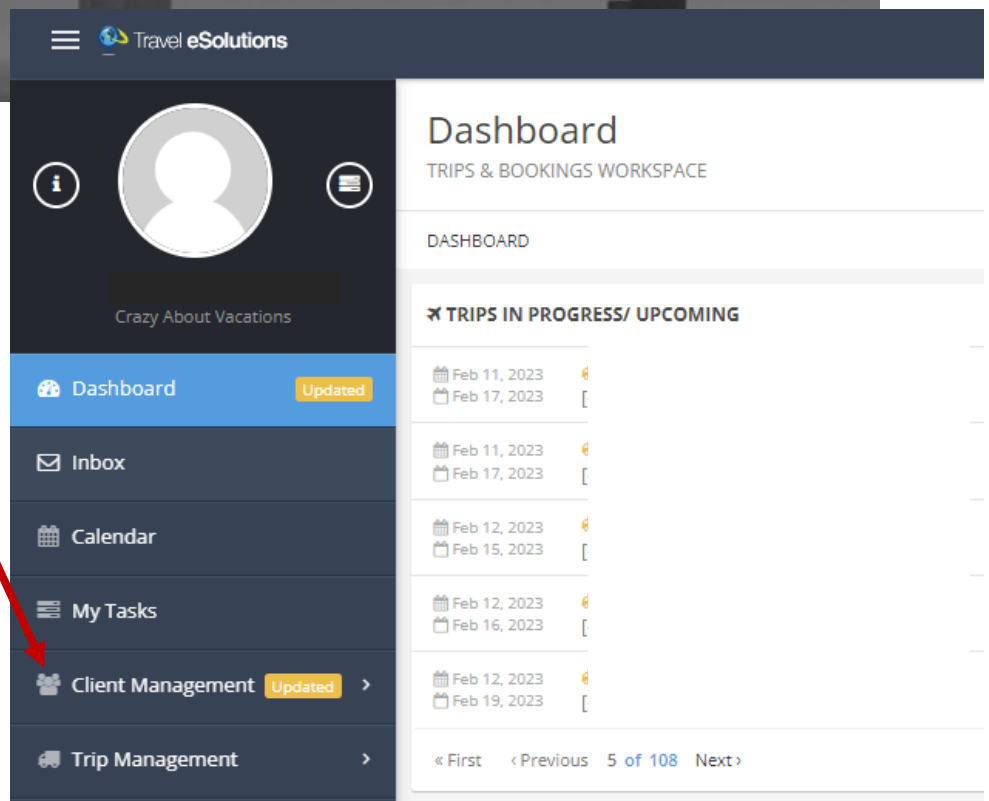 Travel eSolutions
Crazy About Vacations
Dashboard Updated
Inbox
Calendar
My Tasks
Client Management Updated >
Trip Management >
Dashboard
TRIPS & BOOKINGS WORKSPACE
DASHBOARD
TRIPS IN PROGRESS/ UPCOMING
Feb 11, 2023
Feb 17, 2023 [
Feb 11, 2023
Feb 17, 2023 [
Feb 12, 2023
Feb 15, 2023 [
Feb 12, 2023
Feb 16, 2023 [
Feb 12, 2023
Feb 19, 2023 [
« First ‹ Previous 5 of 108 Next ›